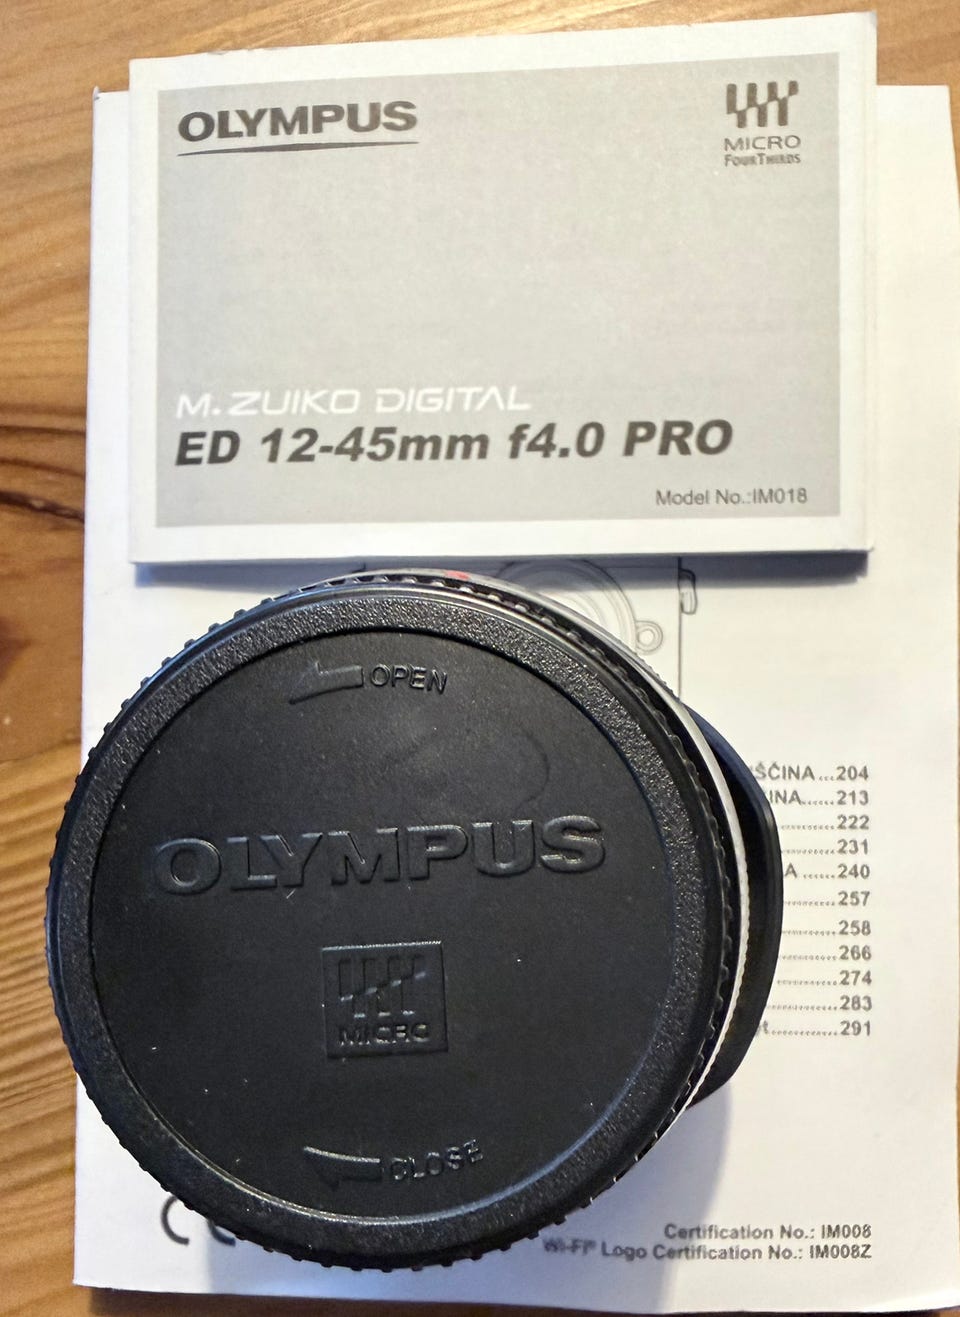 OLYMPUS
MICRO
FOURTHIRDS
M.ZUIKO DIGITAL
ED 12-45mm f4.0 PRO
Model No.:IM018
OPEN
OLYMPUS
MICRO
CLOSE
ŠČINA...204
INA......213
222
231
A ......240
257
258
266
274
283
t..............291
Certification No.: IM008
Wi-Fi® Logo Certification No.: IM008Z